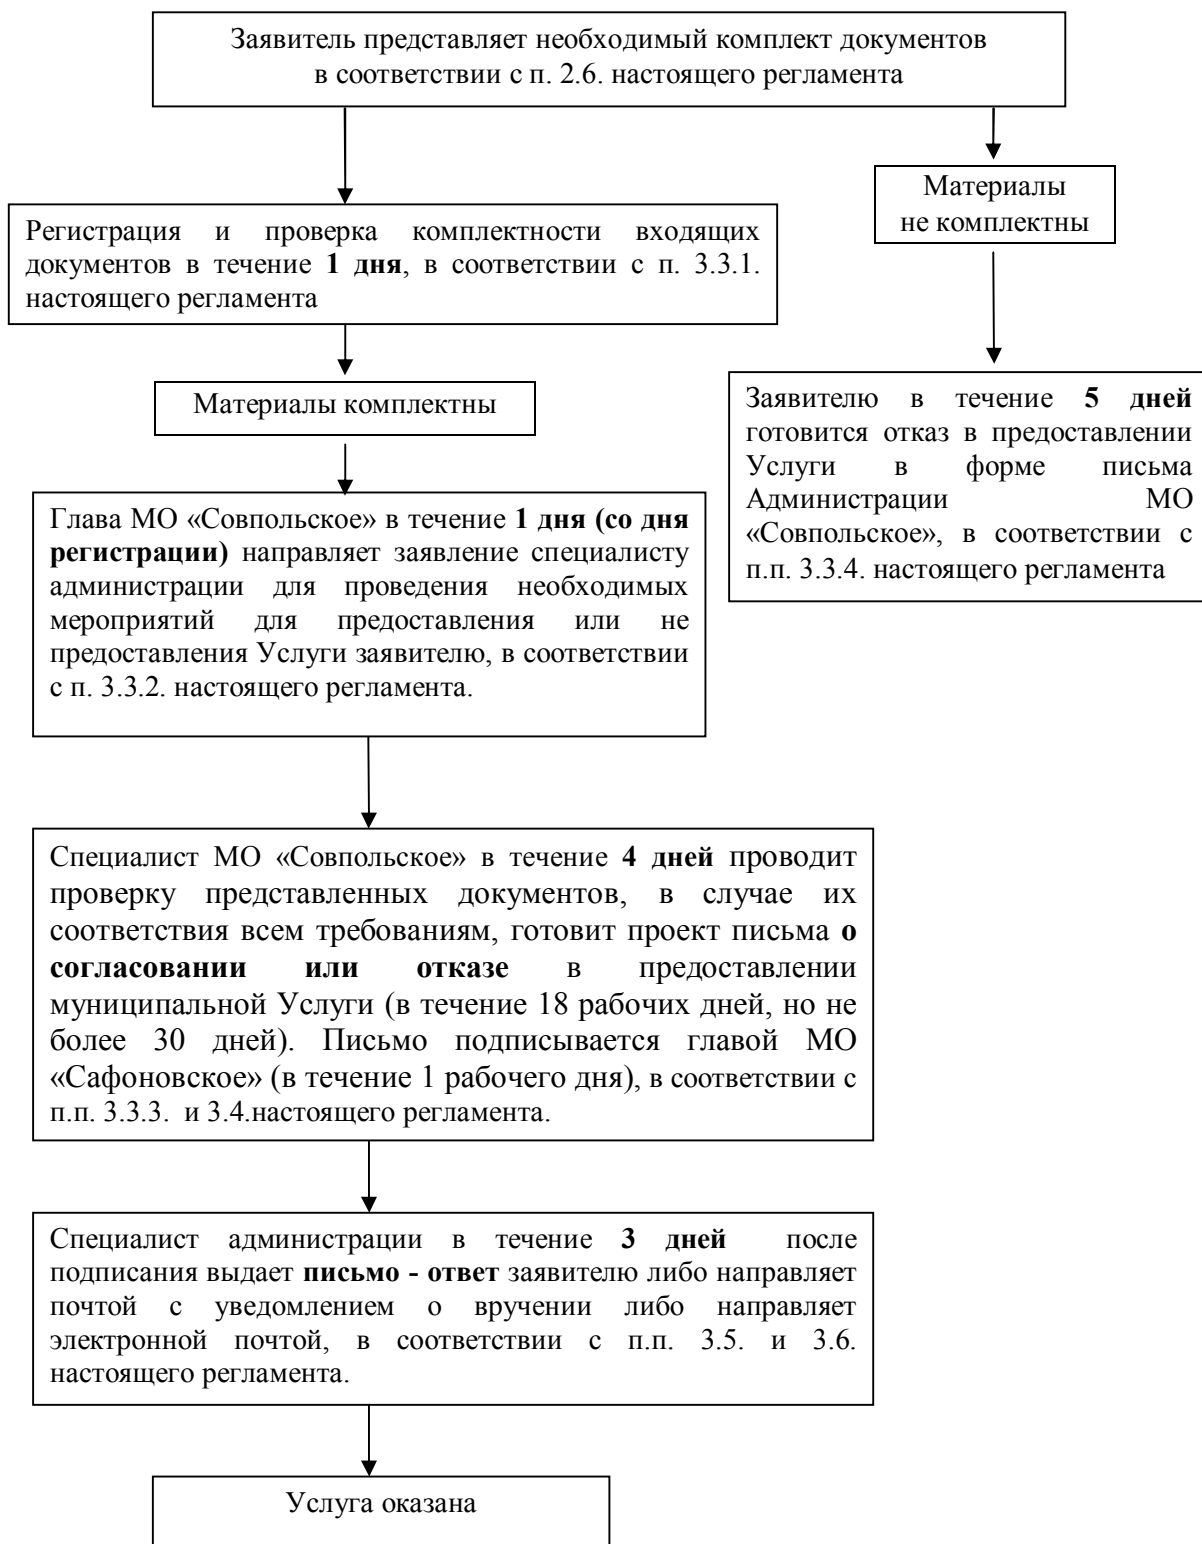 Заявитель представляет необходимый комплект документов
в соответствии с п. 2.6. настоящего регламента
Материалы
не комплектны
Регистрация и проверка комплектности входящих
документов в течение 1 дня, в соответствии с п. 3.3.1.
настоящего регламента
Материалы комплектны
Заявителю в течение 5 дней
готовится отказ в предоставлении
Услуги в форме письма
Администрации МО
«Совпольское», в соответствии с
п.п. 3.3.4. настоящего регламента
Глава МО «Совпольское» в течение 1 дня (со дня
регистрации) направляет заявление специалисту
администрации для проведения необходимых
мероприятий для предоставления или не
предоставления Услуги заявителю, в соответствии
с п. 3.3.2. настоящего регламента.
Специалист МО «Совпольское» в течение 4 дней проводит
проверку представленных документов, в случае их
соответствия всем требованиям, готовит проект письма о
согласовании или отказе в предоставлении
муниципальной Услуги (в течение 18 рабочих дней, но не
более 30 дней). Письмо подписывается главой МО
«Сафоновское» (в течение 1 рабочего дня), в соответствии с
п.п. 3.3.3. и 3.4.настоящего регламента.
Специалист администрации в течение 3 дней после
подписания выдает письмо - ответ заявителю либо направляет
почтой с уведомлением о вручении либо направляет
электронной почтой, в соответствии с п.п. 3.5. и 3.6.
настоящего регламента.
Услуга оказана